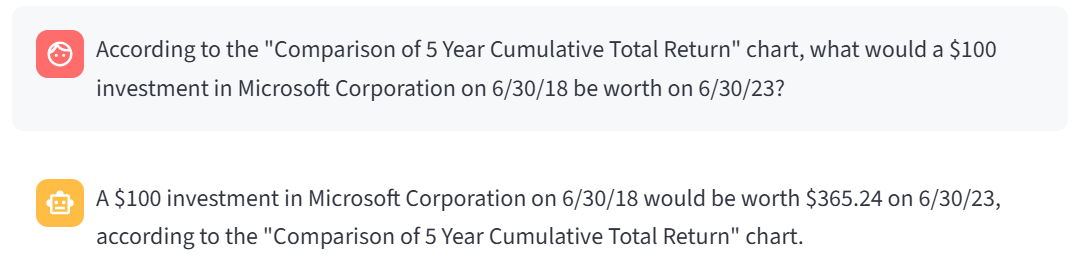 According to the "Comparison of 5 Year Cumulative Total Return" chart, what would a $100
investment in Microsoft Corporation on 6/30/18 be worth on 6/30/23?
A $100 investment in Microsoft Corporation on 6/30/18 would be worth $365.24 on 6/30/23,
according to the "Comparison of 5 Year Cumulative Total Return" chart.